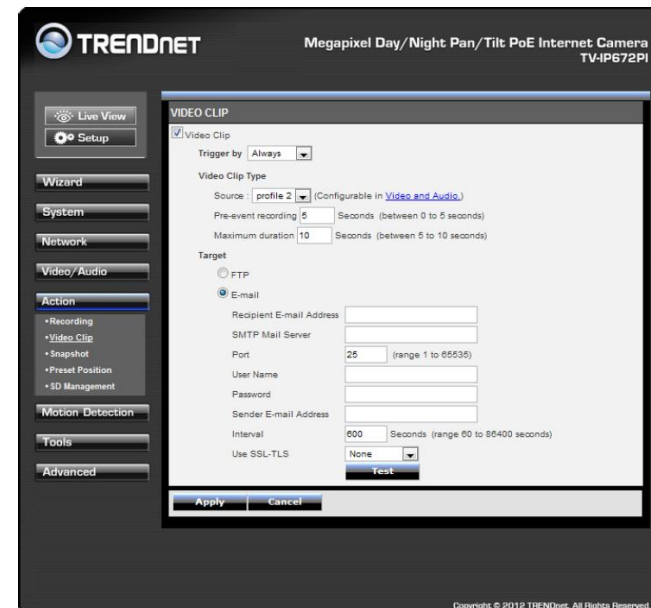 TRENDNET
Megapixel Day/Night Pan/Tilt PoE Internet Camera
TV-IP672PI
Live View
Setup
Wizard
System
Network
Video/Audio
Action
•Recording
•Video Clip
•Snapshot
•Preset Position
•SD Management
Motion Detection
Tools
Advanced
VIDEO CLIP
Video Clip
Trigger by Always
Video Clip Type
Source : profile 2 (Configurable in Video and Audio.)
Pre-event recording 5 Seconds (between 0 to 5 seconds)
Maximum duration 10 Seconds (between 5 to 10 seconds)
Target
FTP
E-mail
Recipient E-mail Address
SMTP Mail Server
Port 25 (range 1 to 65535)
User Name
Password
Sender E-mail Address
Interval 600 Seconds (range 60 to 86400 seconds)
Use SSL-TLS None
Test
Apply Cancel
Copyright © 2012 TRENDnet. All Rights Reserved.